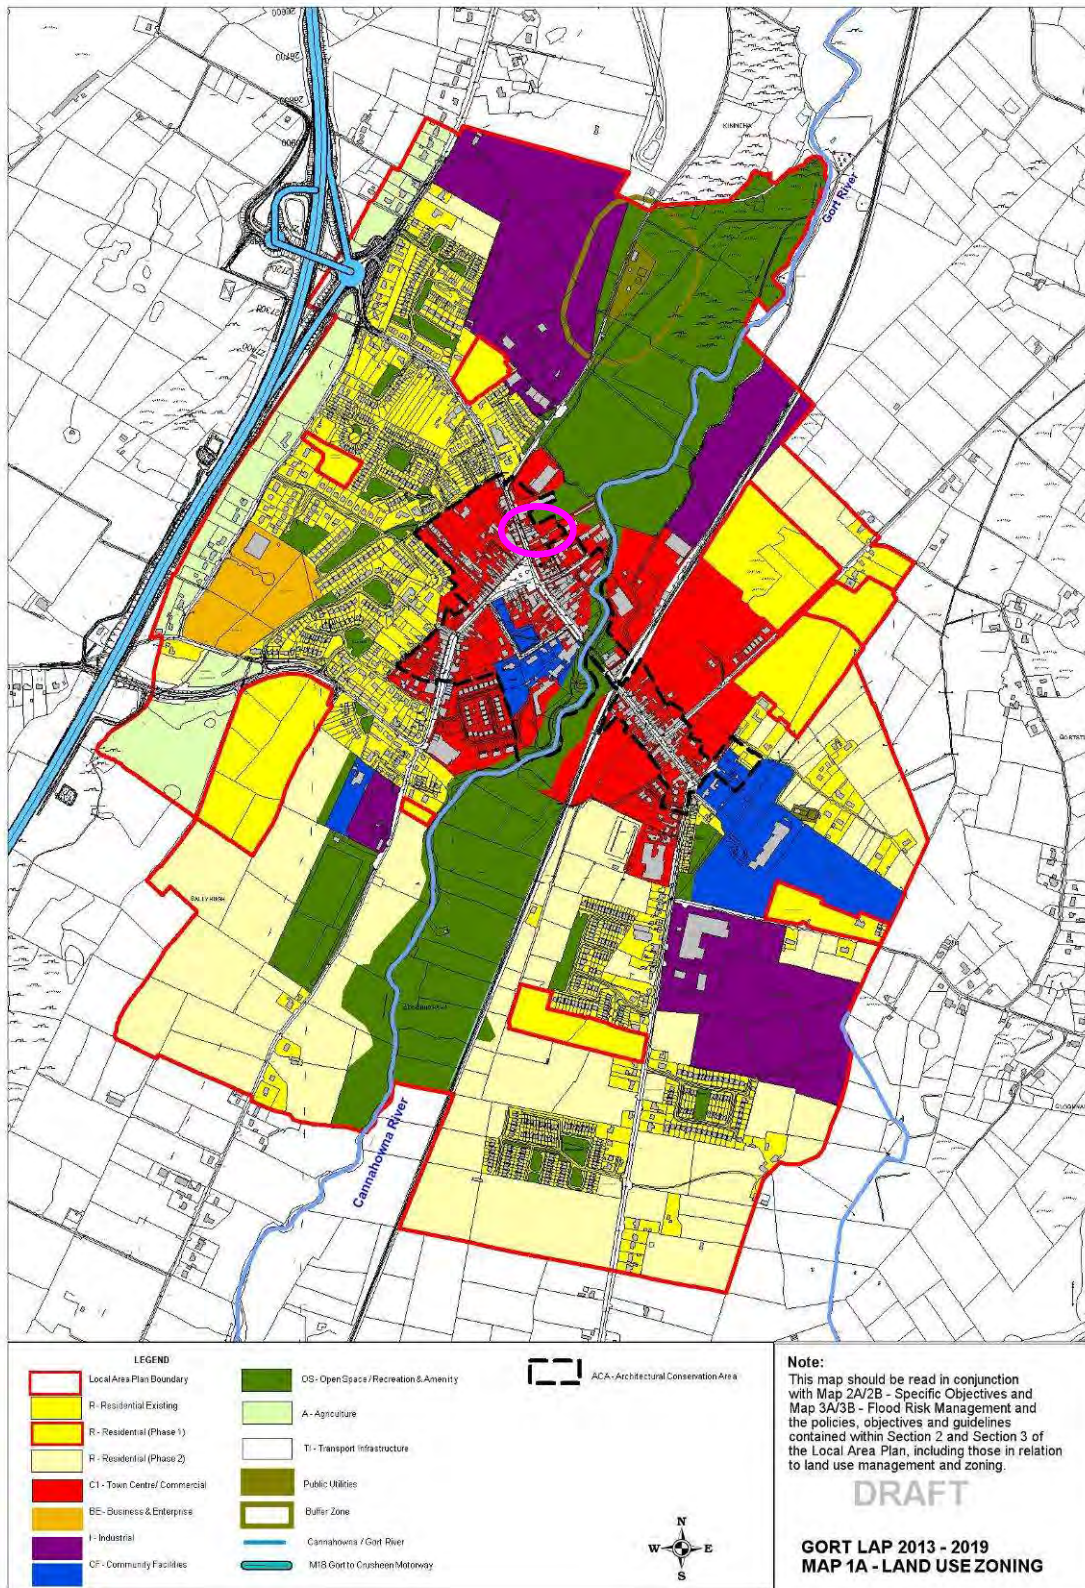 KINNEHA
Gort River
BALLYHUGH
Cannahowna River
LEGEND
Local Area Plan Boundary
R - Residential Existing
R - Residential (Phase 1)
R - Residential (Phase 2)
C1 - Town Centre/ Commercial
BE - Business & Enterprise
I - Industrial
CF - Community Facilities
OS - Open Space / Recreation & Amenity
A - Agriculture
TI - Transport Infrastructure
Public Utilities
Buffer Zone
Cannahowna / Gort River
M18 Gort to Crusheen Motorway
ACA - Architectural Conservation Area
N
W E
S
Note:
This map should be read in conjunction
with Map 2A/2B - Specific Objectives and
Map 3A/3B - Flood Risk Management and
the policies, objectives and guidelines
contained within Section 2 and Section 3 of
the Local Area Plan, including those in relation
to land use management and zoning.
DRAFT
GORT LAP 2013 - 2019
MAP 1A - LAND USE ZONING